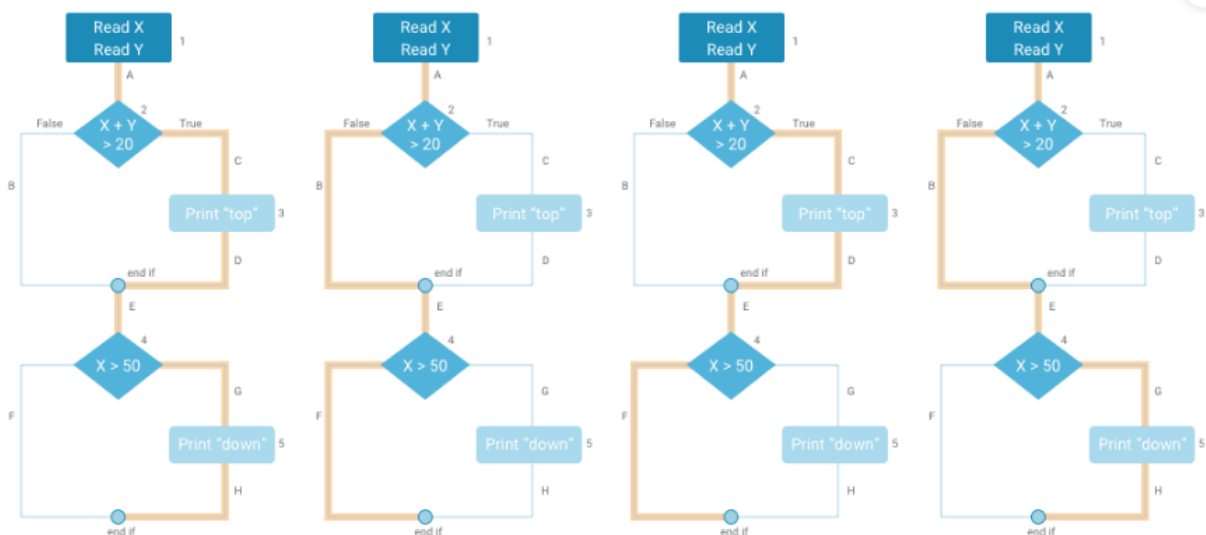 Read X
Read Y
1
A
2
False
X + Y
> 20
True
C
B
Print "top"
3
D
end if
E
4
X > 50
G
F
Print "down"
5
H
end if
Read X
Read Y
1
A
2
False
X + Y
> 20
True
C
B
Print "top"
3
D
end if
E
4
X > 50
G
F
Print "down"
5
H
end if
Read X
Read Y
1
A
2
False
X + Y
> 20
True
C
B
Print "top"
3
D
end if
E
4
X > 50
G
F
Print "down"
5
H
end if
Read X
Read Y
1
A
2
False
X + Y
> 20
True
C
B
Print "top"
3
D
end if
E
4
X > 50
G
F
Print "down"
5
H
end if